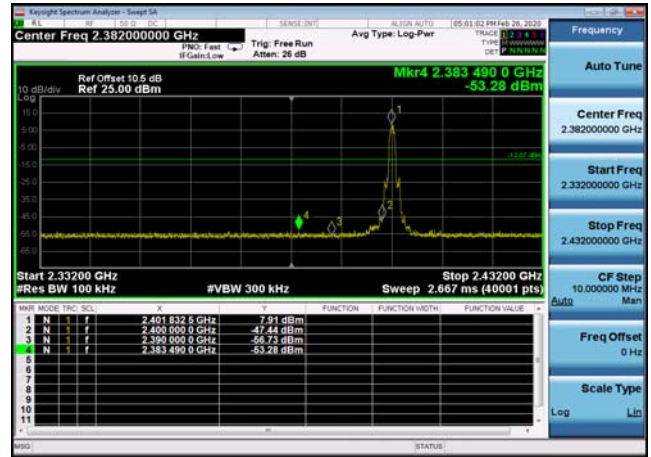 Keysight Spectrum Analyzer - Swept SA
RL RF 50 Ω DC SENSE:INT ALIGN AUTO 05:01:02 PM Feb 26, 2020
Center Freq 2.382000000 GHz
PNO: Fast
IFGain:Low
Trig: Free Run
Atten: 26 dB
Avg Type: Log-Pwr
TRACE 1 2 3 4 5 6
TYPE
DET P N N N N N
Ref Offset 10.5 dB
10 dB/div Ref 25.00 dBm
Log
Mkr4 2.383 490 0 GHz
-53.28 dBm
15.0
5.00
-5.00
-15.0
-25.0
-35.0
-45.0
-55.0
-65.0
-12.07 dBm
1
2
3
4
Start 2.33200 GHz Stop 2.43200 GHz
#Res BW 100 kHz #VBW 300 kHz Sweep 2.667 ms (40001 pts)
MKR MODE TRC SCL X Y FUNCTION FUNCTION WIDTH FUNCTION VALUE
1 N 1 f 2.401 832 5 GHz 7.91 dBm
2 N 1 f 2.400 000 0 GHz -47.44 dBm
3 N 1 f 2.390 000 0 GHz -56.73 dBm
4 N 1 f 2.383 490 0 GHz -53.28 dBm
5
6
7
8
9
10
11
MSG STATUS
Frequency
Auto Tune
Center Freq
2.382000000 GHz
Start Freq
2.332000000 GHz
Stop Freq
2.432000000 GHz
CF Step
10.000000 MHz
Auto Man
Freq Offset
0 Hz
Scale Type
Log Lin